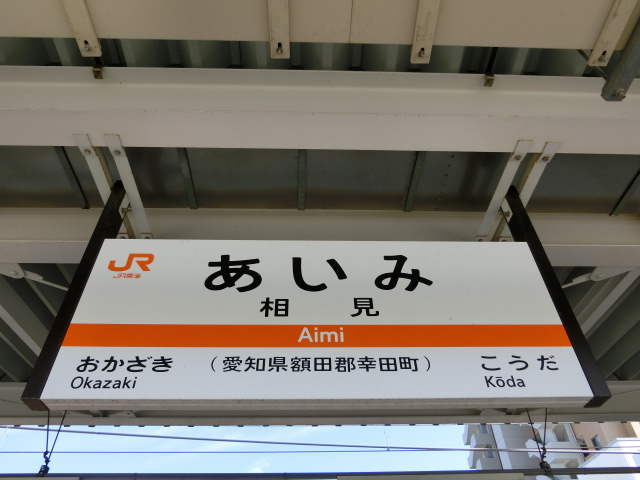 JR
JR東海
あいみ
相見
Aimi
おかざき
Okazaki
(愛知県額田郡幸田町)
こうだ
Kōda